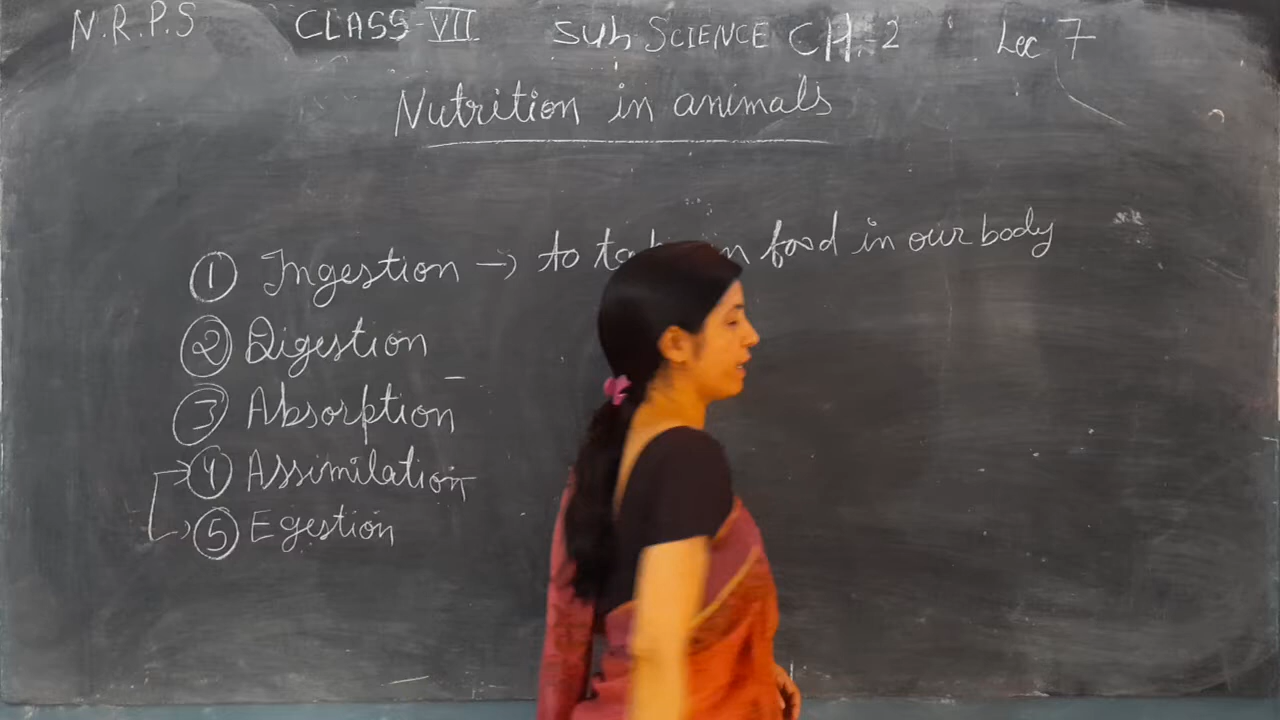 N.R.P.S CLASS-VII Sub SCIENCE CH.-2 Lec 7
Nutrition in animals
① Ingestion → to food in our body
② Digestion
③ Absorption
④ Assimilation
⑤ Egestion